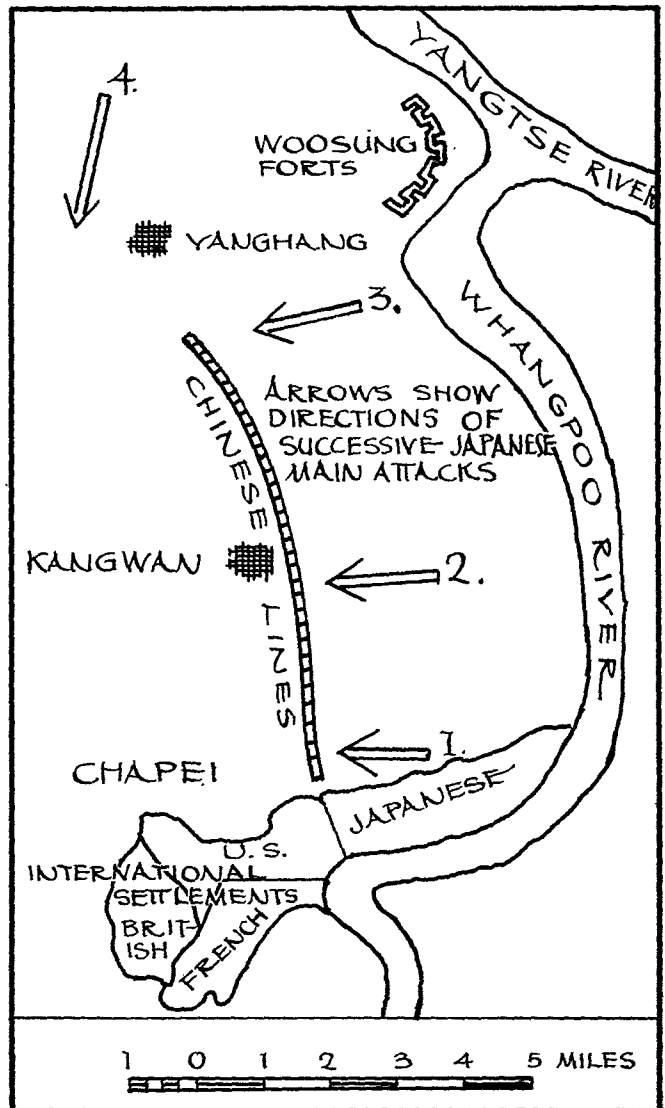 YANGTSE RIVER
4.
WOOSUNG
FORTS
YANGHANG
3.
WHANGPOO RIVER
ARROWS SHOW
DIRECTIONS OF
SUCCESSIVE JAPANESE
MAIN ATTACKS
CHINESE LINES
KANGWAN
2.
1.
CHAPEI
JAPANESE
U.S.
INTERNATIONAL
SETTLEMENTS
BRIT-
ISH
FRENCH
1 0 1 2 3 4 5 MILES